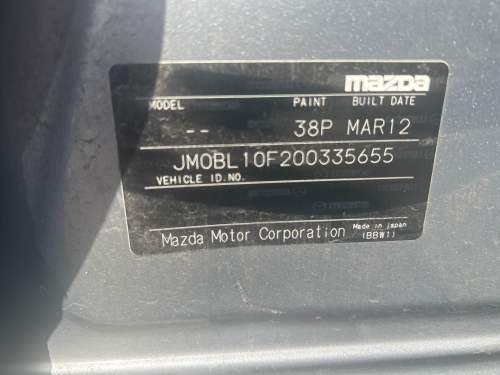 mazda
MODEL PAINT BUILT DATE
-- 38P MAR12
JM0BL10F200335655
VEHICLE ID.NO.
Mazda Motor Corporation Made in Japan
(BBW1)